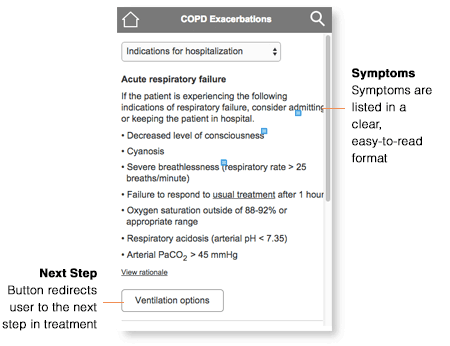 COPD Exacerbations
Indications for hospitalization
Acute respiratory failure
If the patient is experiencing the following
indications of respiratory failure, consider admitting
or keeping the patient in hospital.
• Decreased level of consciousness
• Cyanosis
• Severe breathlessness (respiratory rate > 25
breaths/minute)
• Failure to respond to usual treatment after 1 hour
• Oxygen saturation outside of 88-92% or
appropriate range
• Respiratory acidosis (arterial pH < 7.35)
• Arterial PaCO₂ > 45 mmHg
View rationale
Ventilation options
Symptoms
Symptoms are
listed in a
clear,
easy-to-read
format
Next Step
Button redirects
user to the next
step in treatment